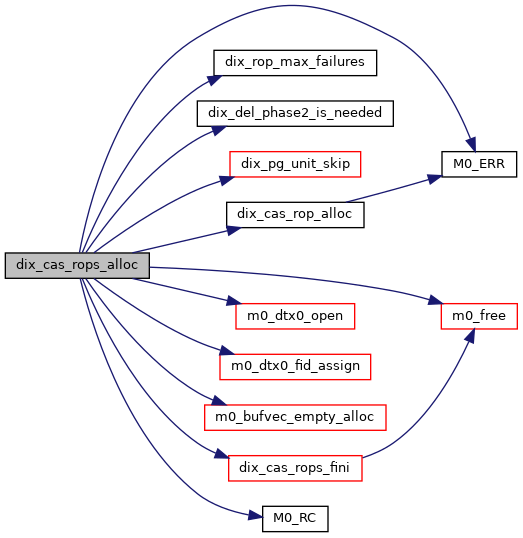 dix_rop_max_failures
dix_del_phase2_is_needed
dix_pg_unit_skip
M0_ERR
dix_cas_rop_alloc
dix_cas_rops_alloc
m0_dtx0_open
m0_free
m0_dtx0_fid_assign
m0_bufvec_empty_alloc
dix_cas_rops_fini
M0_RC